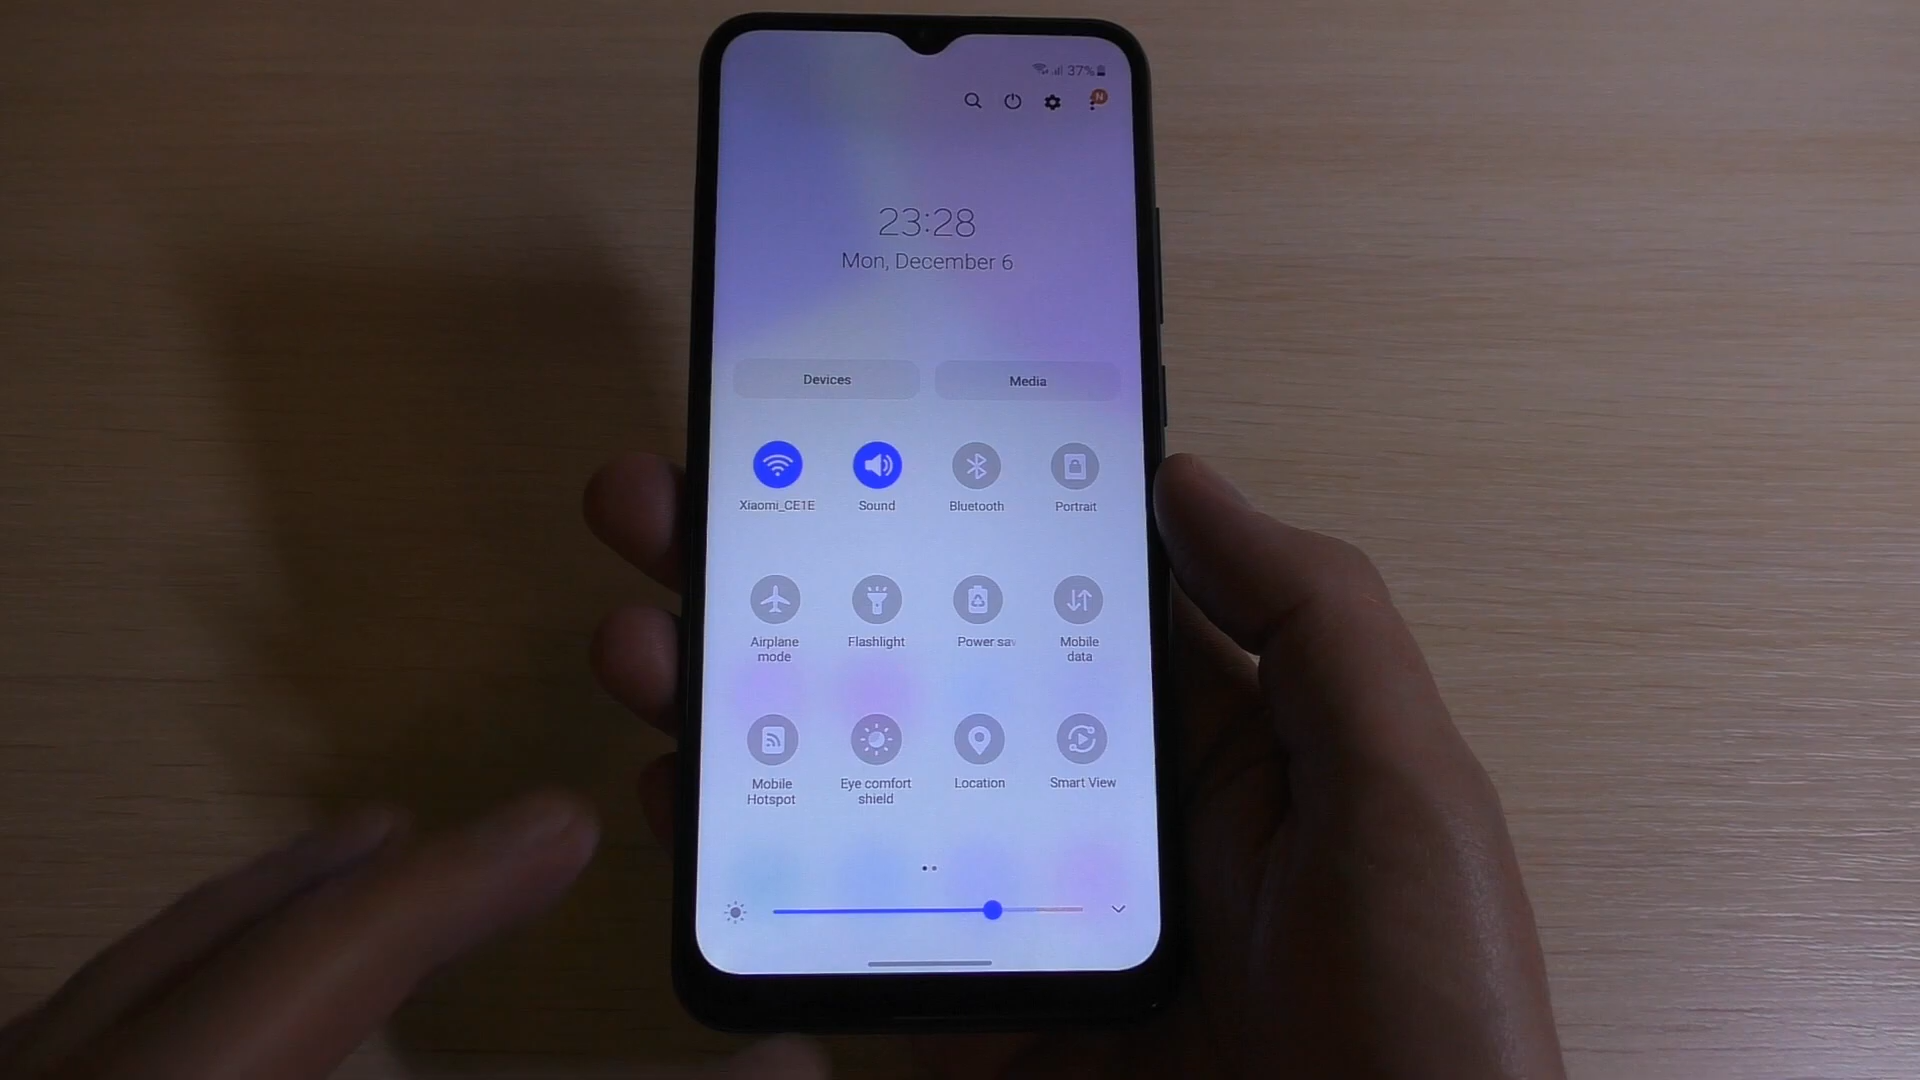 37%
N
23:28
Mon, December 6
Devices
Media
Xiaomi_CE1E
Sound
Bluetooth
Portrait
Airplane
mode
Flashlight
Power sav
Mobile
data
Mobile
Hotspot
Eye comfort
shield
Location
Smart View